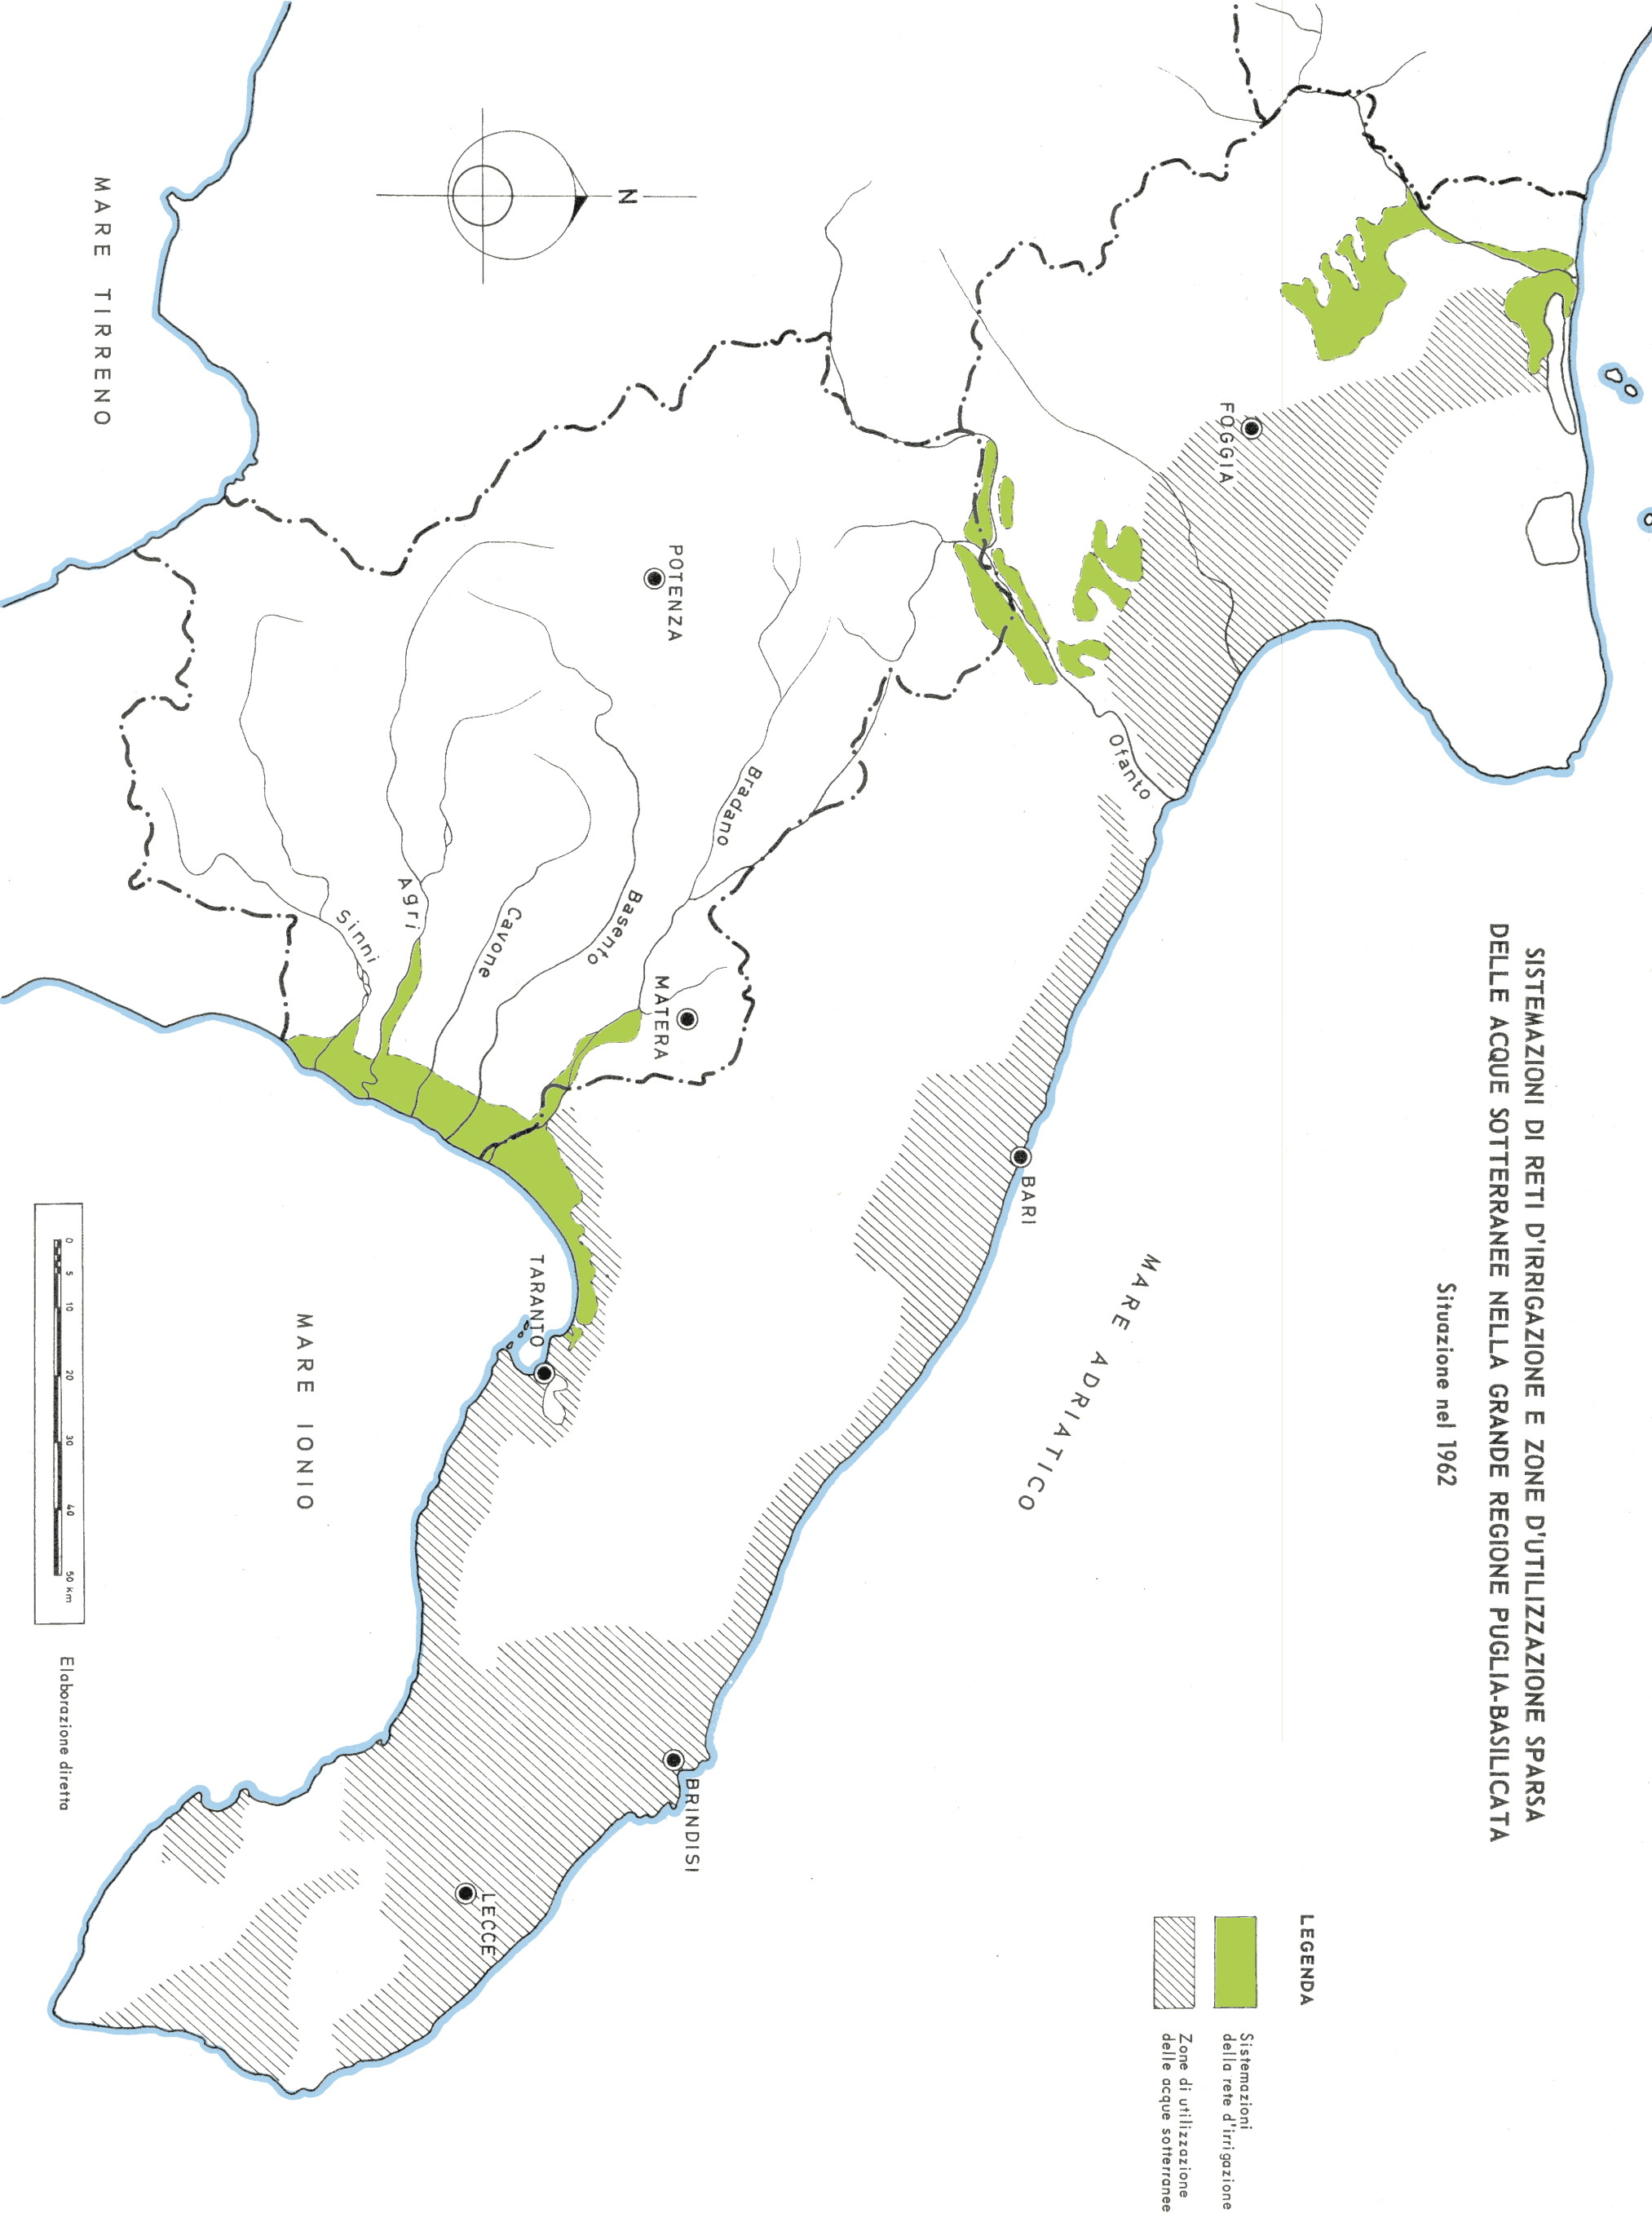 SISTEMAZIONI DI RETI D'IRRIGAZIONE E ZONE D'UTILIZZAZIONE SPARSA
DELLE ACQUE SOTTERRANEE NELLA GRANDE REGIONE PUGLIA-BASILICATA
Situazione nel 1962
LEGENDA
Sistemazioni
della rete d'irrigazione
Zone di utilizzazione
delle acque sotterranee
FOGGIA
Ofanto
MARE ADRIATICO
BARI
N
POTENZA
Bradano
MATERA
Basento
Cavone
Agri
Sinni
TARANTO
BRINDISI
LECCE
MARE TIRRENO
MARE IONIO
0 5 10 20 30 40 50 km
Elaborazione diretta